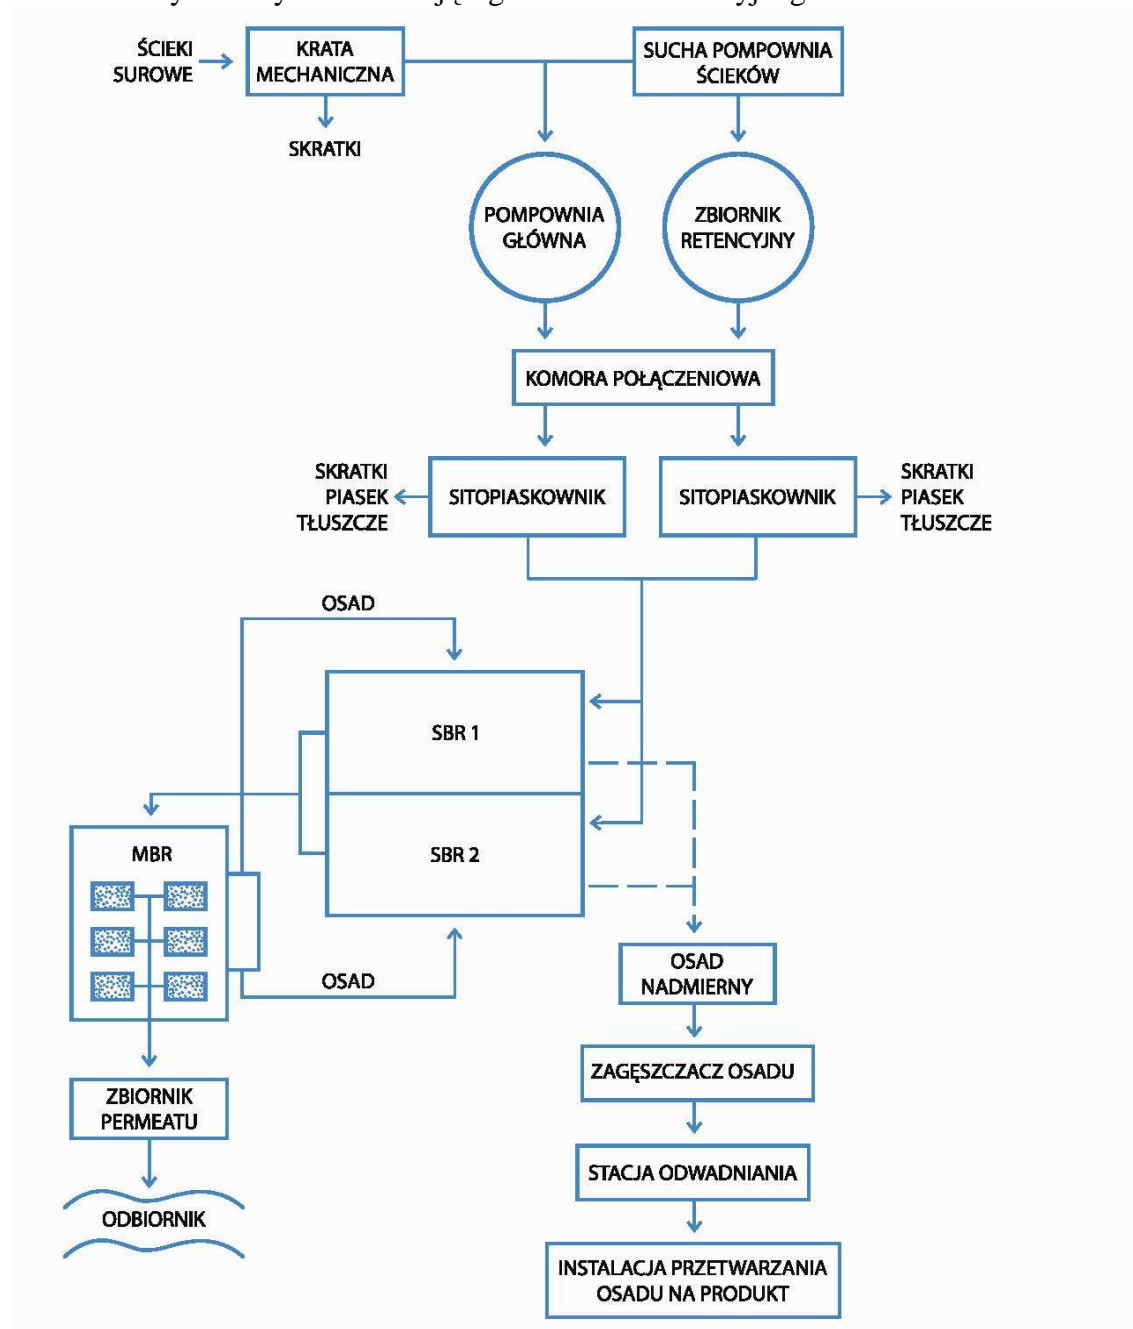 ŚCIEKI
SUROWE
KRATA
MECHANICZNA
SUCHA POMPOWNIA
ŚCIEKÓW
SKRATKI
POMPOWNIA
GŁÓWNA
ZBIORNIK
RETENCYJNY
KOMORA POŁĄCZENIOWA
SKRATKI
PIASEK
TŁUSZCZE
SITOPIASKOWNIK
SITOPIASKOWNIK
SKRATKI
PIASEK
TŁUSZCZE
OSAD
SBR 1
SBR 2
MBR
OSAD
OSAD
NADMIERNY
ZAGĘSZCZACZ OSADU
ZBIORNIK
PERMEATU
STACJA ODWADNIANIA
ODBIORNIK
INSTALACJA PRZETWARZANIA
OSADU NA PRODUKT